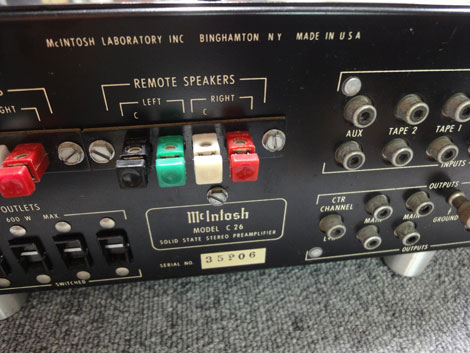 McINTOSH LABORATORY INC BINGHAMTON N Y MADE IN U S A
REMOTE SPEAKERS
LEFT RIGHT
C C
AUX TAPE 2 TAPE 1
INPUTS
OUTLETS
600 W MAX.
SWITCHED
McIntosh
MODEL C 26
SOLID STATE STEREO PREAMPLIFIER
SERIAL NO. 35P06
OUTPUTS
CTR
CHANNEL
MAIN MAIN
GROUND
OUTPUTS